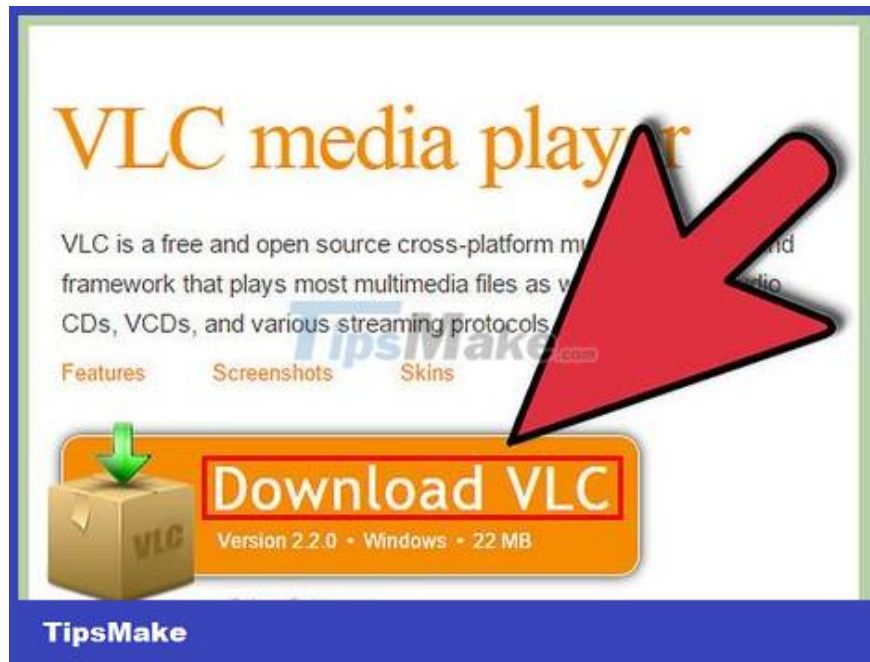 VLC media player
VLC is a free and open source cross-platform
framework that plays most multimedia files as
CDs, VCDs, and various streaming protocols.
TipsMake.com
Features Screenshots Skins
Download VLC
VLC
Version 2.2.0 • Windows • 22 MB
TipsMake